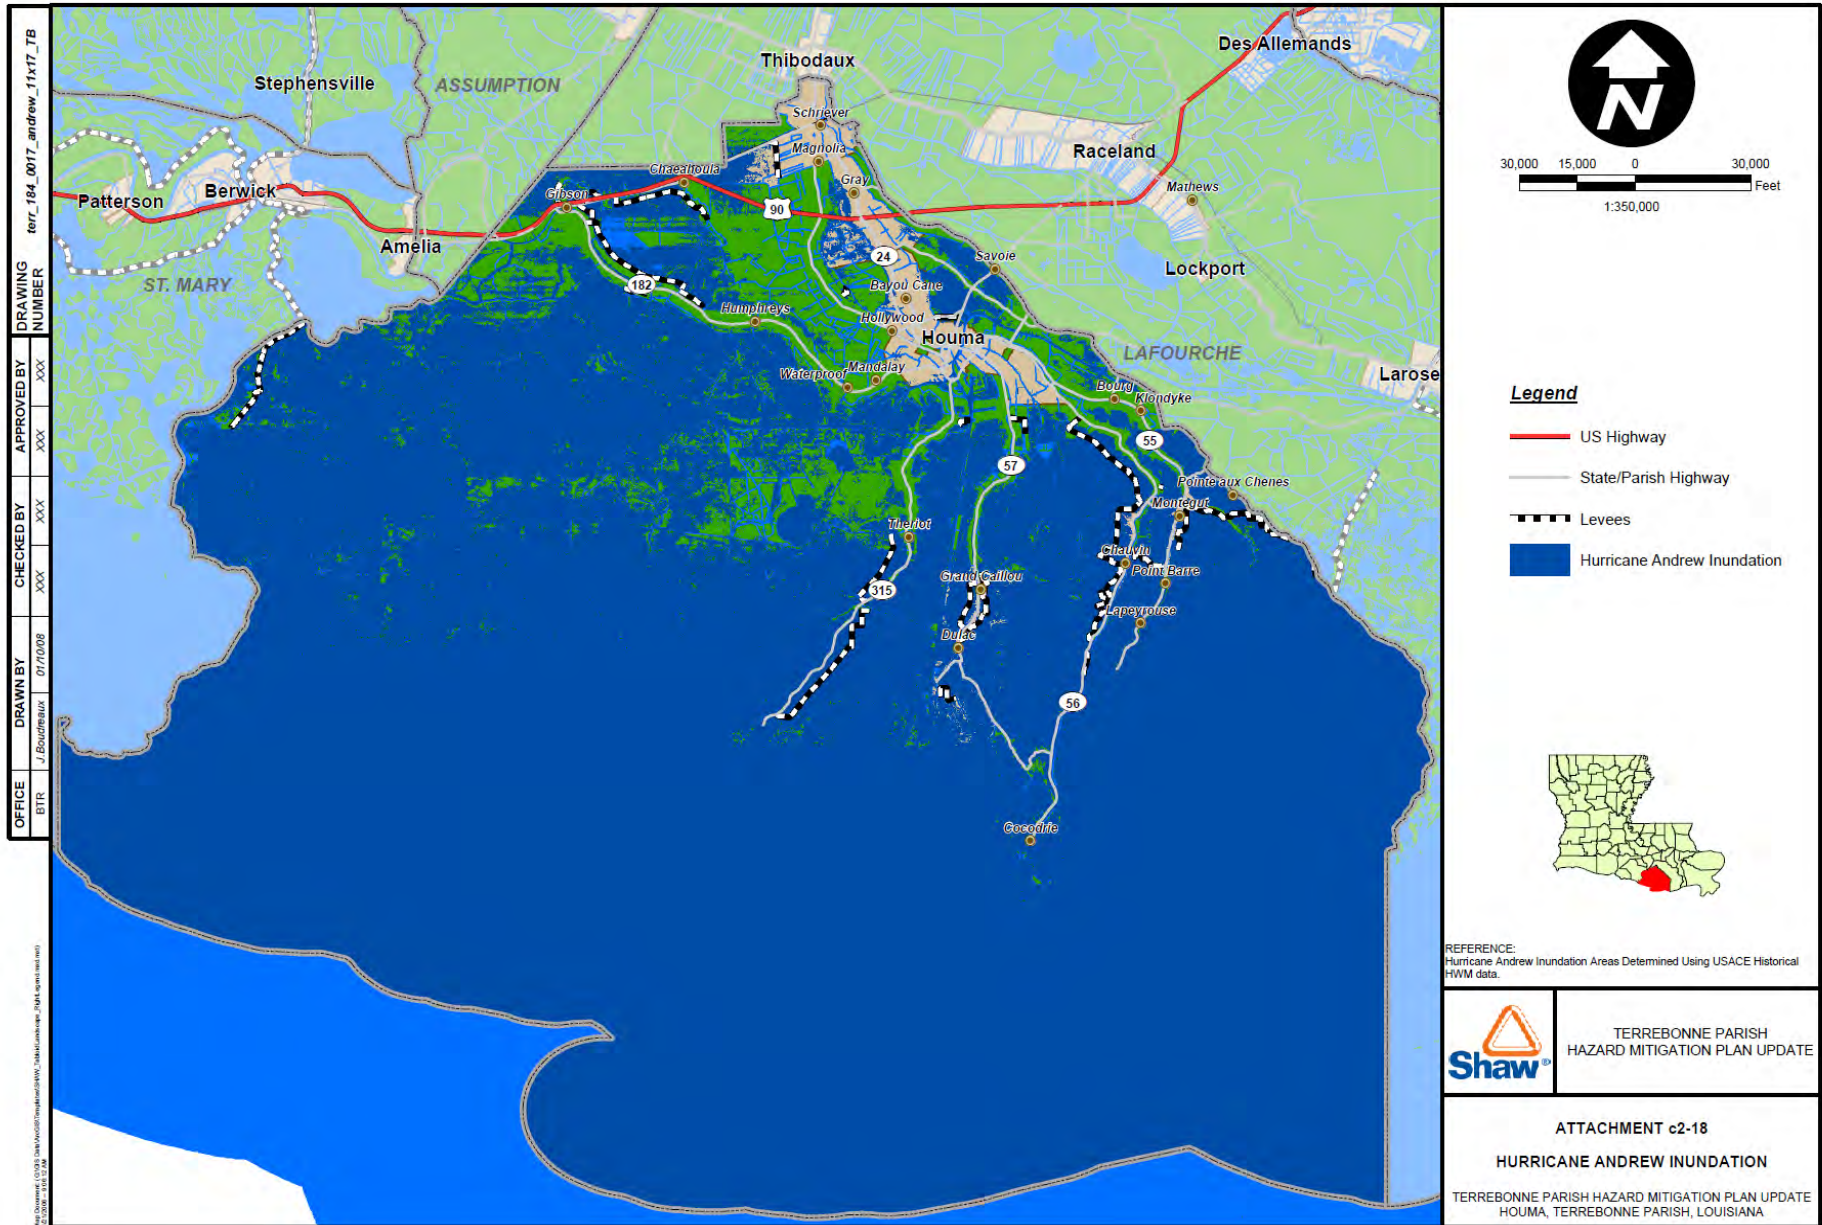 terr_184_0017_andrew_11x17_TB
DRAWING
NUMBER
APPROVED BY
XXX
XXX
CHECKED BY
XXX
XXX
DRAWN BY
J.Boudreaux 01/10/08
OFFICE
BTR
Thibodaux
Des Allemands
Stephensville
ASSUMPTION
Schriever
Magnolia
Raceland
Chacahoula
Gray
Mathews
Gibson
Berwick
Patterson
90
Amelia
24
Savoie
Lockport
ST. MARY
182
Bayou Cane
Humphreys
Hollywood
Houma
LAFOURCHE
Waterproof
Mandalay
Larose
Bourg
Klondyke
55
57
Pointe aux Chenes
Montegut
Theriot
Chauvin
Point Barre
Grand Caillou
315
Lapeyrouse
Dulac
56
Cocodrie
N
30,000 15,000 0 30,000
Feet
1:350,000
Legend
US Highway
State/Parish Highway
Levees
Hurricane Andrew Inundation
REFERENCE:
Hurricane Andrew Inundation Areas Determined Using USACE Historical
HWM data.
Shaw®
TERREBONNE PARISH
HAZARD MITIGATION PLAN UPDATE
ATTACHMENT c2-18
HURRICANE ANDREW INUNDATION
TERREBONNE PARISH HAZARD MITIGATION PLAN UPDATE
HOUMA, TERREBONNE PARISH, LOUISIANA